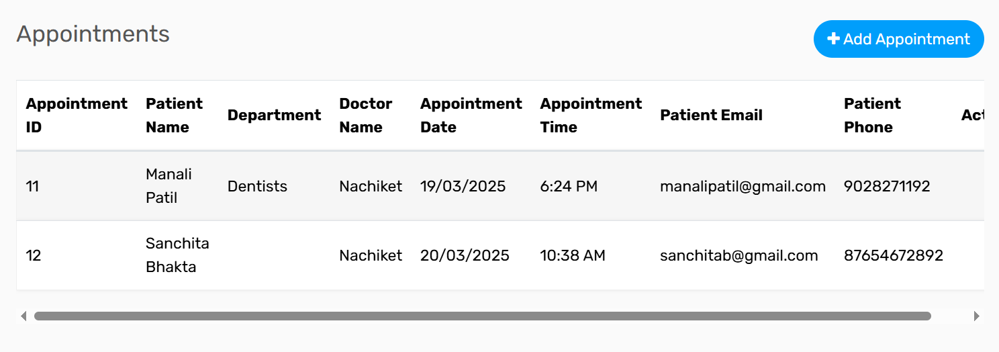 Appointments
Add Appointment
Appointment ID Patient Name Department Doctor Name Appointment Date Appointment Time Patient Email Patient Phone Act
11 Manali Patil Dentists Nachiket 19/03/2025 6:24 PM manalipatil@gmail.com 9028271192
12 Sanchita Bhakta Nachiket 20/03/2025 10:38 AM sanchitab@gmail.com 87654672892